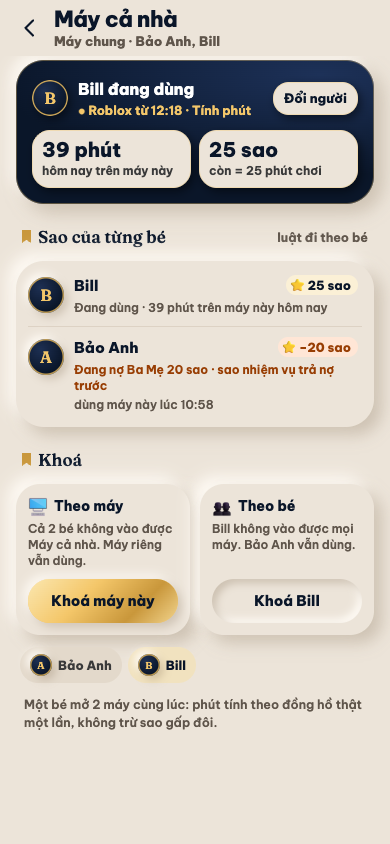 Máy cả nhà
Máy chung · Bảo Anh, Bill
B
Bill đang dùng
● Roblox từ 12:18 · Tính phút
Đổi người
39 phút
hôm nay trên máy này
25 sao
còn = 25 phút chơi
Sao của từng bé
luật đi theo bé
B
Bill
25 sao
Đang dùng · 39 phút trên máy này hôm nay
A
Bảo Anh
−20 sao
Đang nợ Ba Mẹ 20 sao · sao nhiệm vụ trả nợ
trước
dùng máy này lúc 10:58
Khoá
Theo máy
Cả 2 bé không vào được
Máy cả nhà. Máy riêng
vẫn dùng.
Khoá máy này
Theo bé
Bill không vào được mọi
máy. Bảo Anh vẫn dùng.
Khoá Bill
A Bảo Anh
B Bill
Một bé mở 2 máy cùng lúc: phút tính theo đồng hồ thật
một lần, không trừ sao gấp đôi.